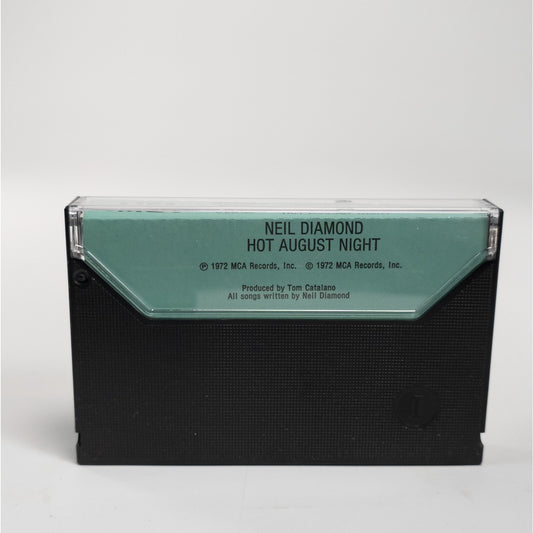 NEIL DIAMOND
HOT AUGUST NIGHT
℗ 1972 MCA Records, Inc. © 1972 MCA Records, Inc.
Produced by Tom Catalano
All songs written by Neil Diamond
1